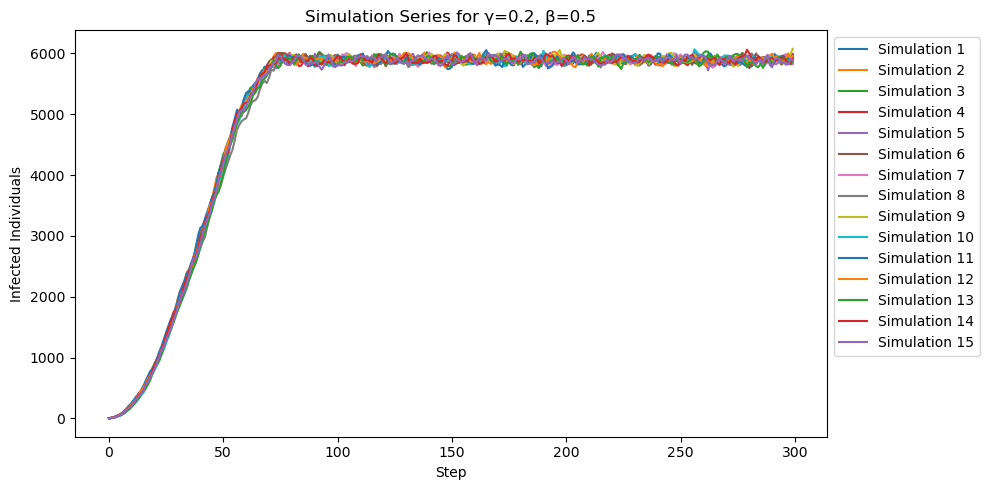 Simulation Series for γ=0.2, β=0.5
Infected Individuals
6000
5000
4000
3000
2000
1000
0
0 50 100 150 200 250 300
Step
Simulation 1
Simulation 2
Simulation 3
Simulation 4
Simulation 5
Simulation 6
Simulation 7
Simulation 8
Simulation 9
Simulation 10
Simulation 11
Simulation 12
Simulation 13
Simulation 14
Simulation 15